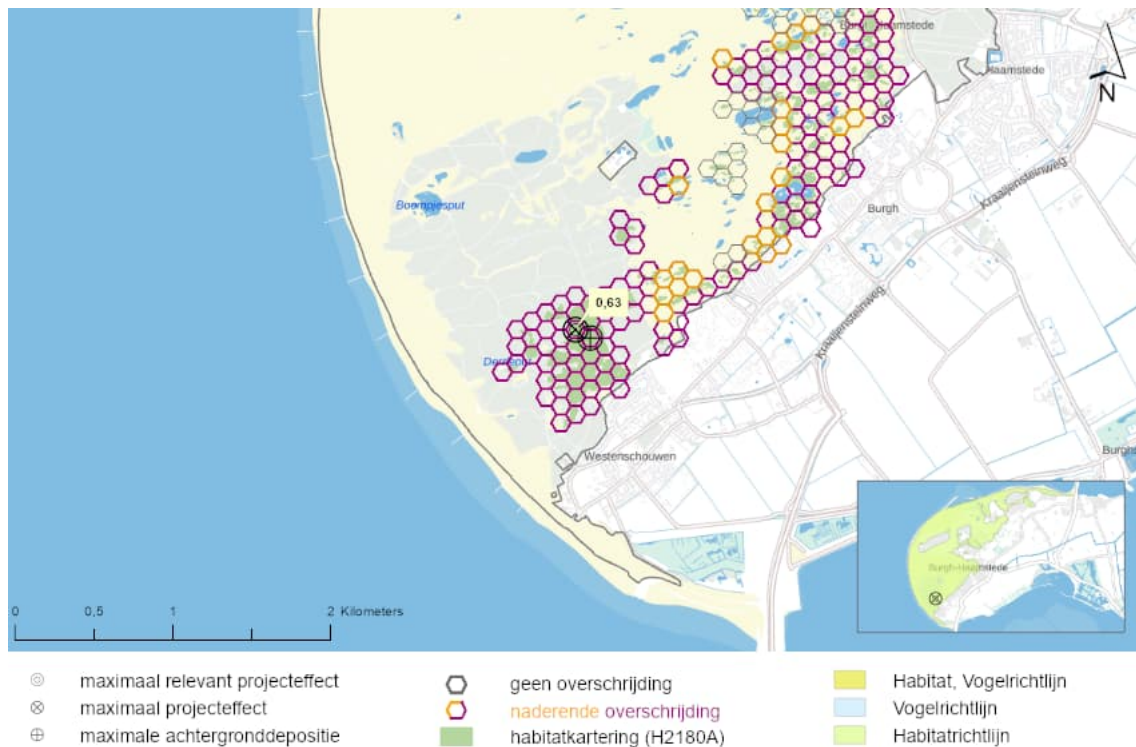 Haamstede
N
Boompjesput
Burgh
Kraaijensteinweg
0,63
Kraaijensteinweg
Westenschouwen
Burgh-Haamstede
0 0,5 1 2 Kilometers
maximaal relevant projecteffect
maximaal projecteffect
maximale achtergronddepositie
geen overschrijding
naderende overschrijding
habitatkartering (H2180A)
Habitat, Vogelrichtlijn
Vogelrichtlijn
Habitatrichtlijn